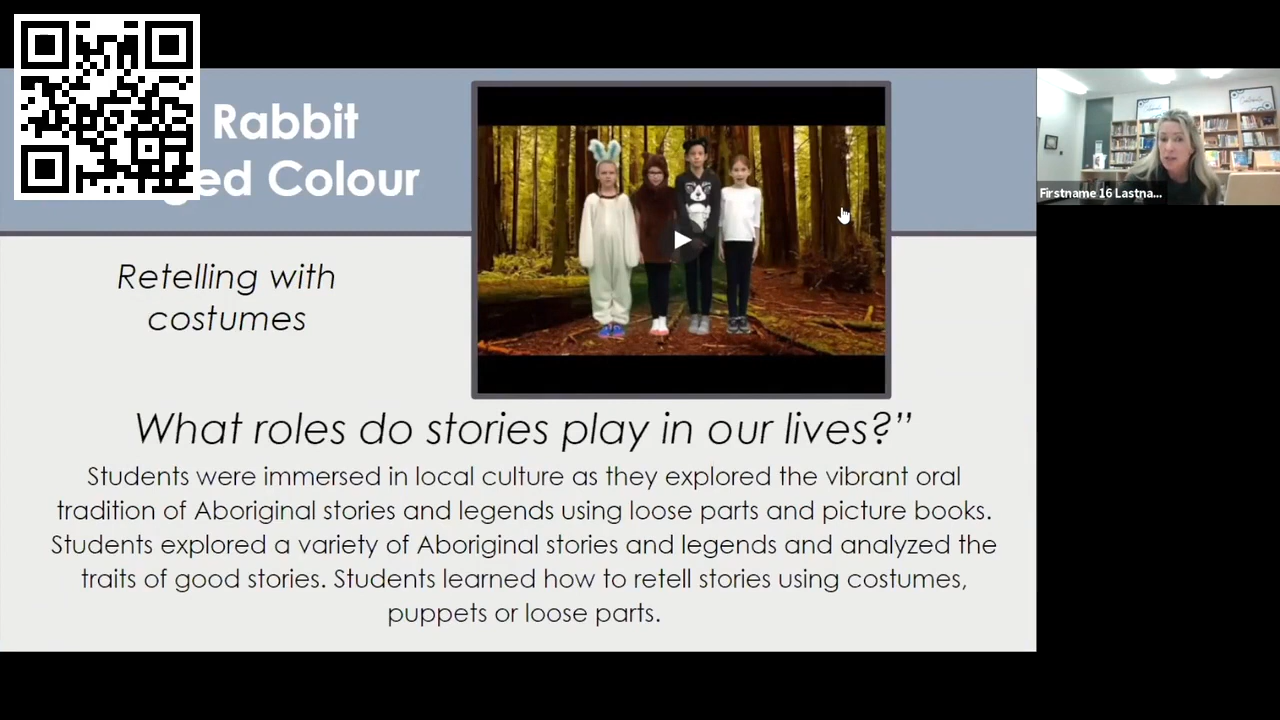 Rabbit
Colour
Retelling with
costumes
What roles do stories play in our lives?”
Students were immersed in local culture as they explored the vibrant oral
tradition of Aboriginal stories and legends using loose parts and picture books.
Students explored a variety of Aboriginal stories and legends and analyzed the
traits of good stories. Students learned how to retell stories using costumes,
puppets or loose parts.
Firstname 16 Lastna...